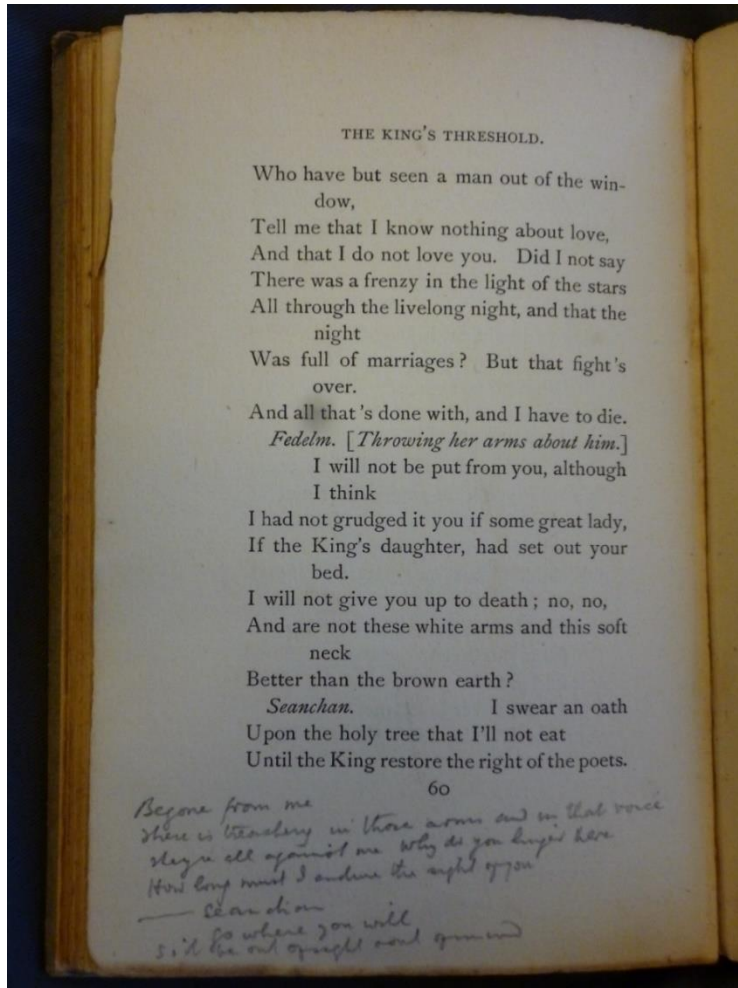 THE KING'S THRESHOLD.
Who have but seen a man out of the win-
dow,
Tell me that I know nothing about love,
And that I do not love you. Did I not say
There was a frenzy in the light of the stars
All through the livelong night, and that the
night
Was full of marriages? But that fight's
over.
And all that's done with, and I have to die.
Fedelm. [Throwing her arms about him.]
I will not be put from you, although
I think
I had not grudged it you if some great lady,
If the King's daughter, had set out your
bed.
I will not give you up to death; no, no,
And are not these white arms and this soft
neck
Better than the brown earth?
Seanchan. I swear an oath
Upon the holy tree that I'll not eat
Until the King restore the right of the poets.
60
Begone from me
There is treachery in those arms and in that voice
They're all against me why do you linger here
How long must I endure the sight of you
Seanchan
Go where you will
be out of sight and of mind